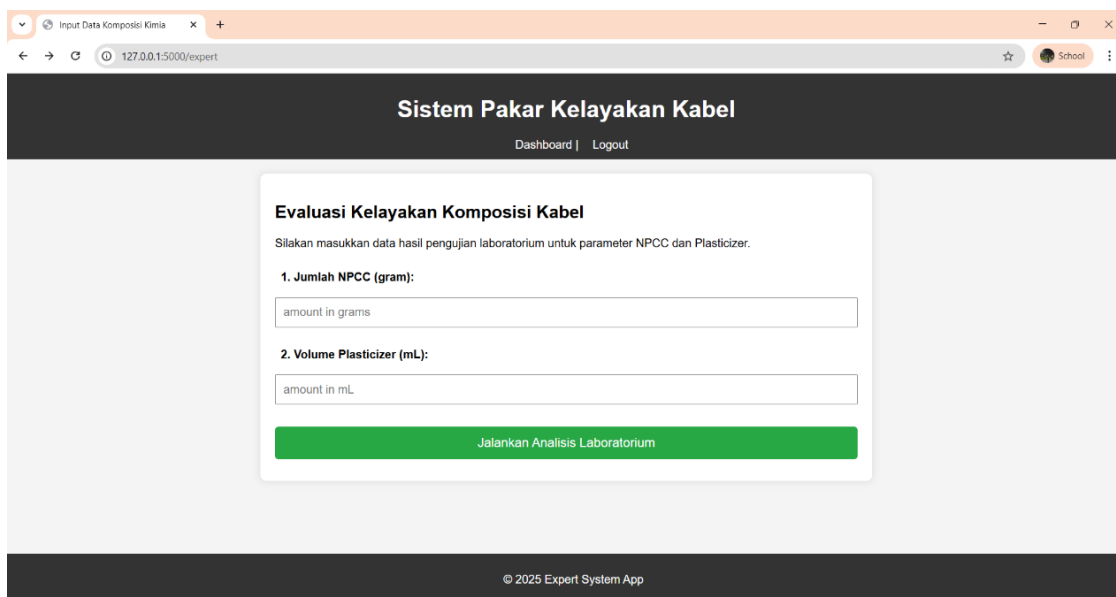 Input Data Komposisi Kimia
127.0.0.1:5000/expert
School
Sistem Pakar Kelayakan Kabel
Dashboard | Logout
Evaluasi Kelayakan Komposisi Kabel
Silakan masukkan data hasil pengujian laboratorium untuk parameter NPCC dan Plasticizer.
1. Jumlah NPCC (gram):
amount in grams
2. Volume Plasticizer (mL):
amount in mL
Jalankan Analisis Laboratorium
© 2025 Expert System App